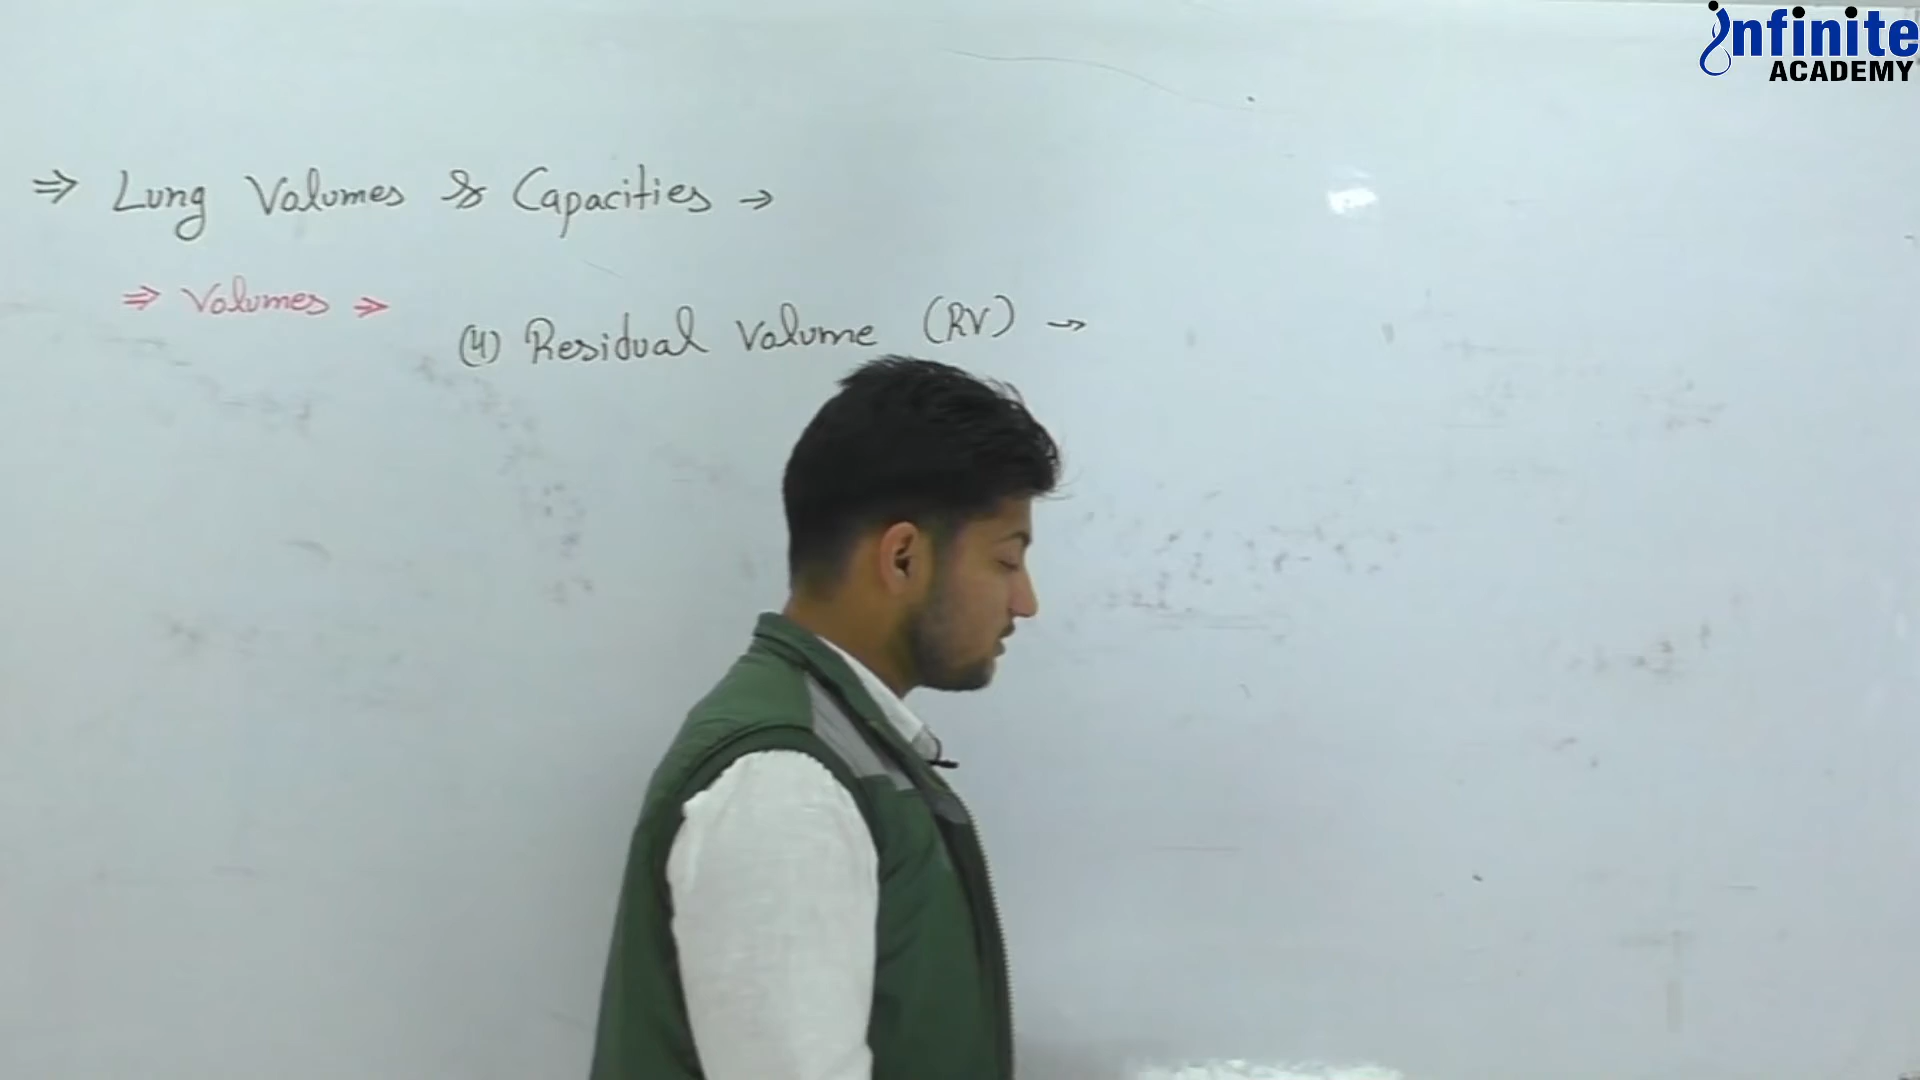 infinite
ACADEMY
⇒ Lung Volumes & Capacities →
⇒ Volumes →
(4) Residual Volume (RV) →